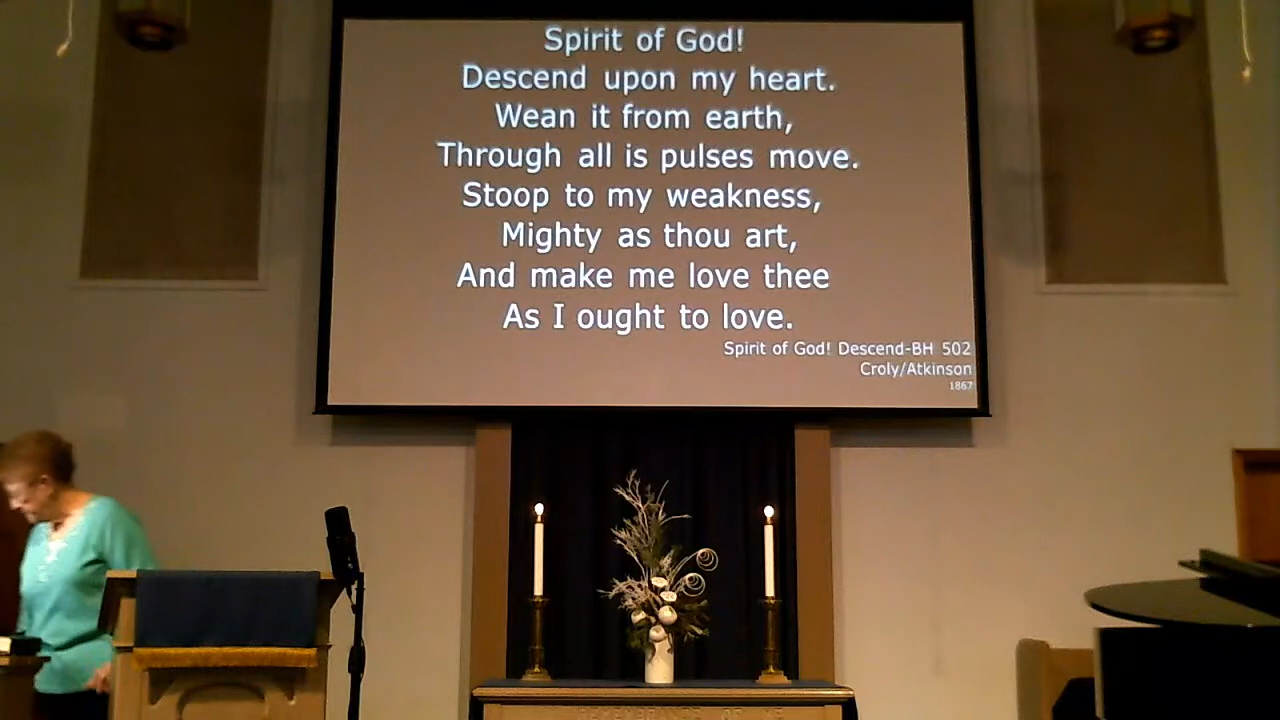 Spirit of God!
Descend upon my heart.
Wean it from earth,
Through all is pulses move.
Stoop to my weakness,
Mighty as thou art,
And make me love thee
As I ought to love.
Spirit of God! Descend-BH 502
Croly/Atkinson
1867